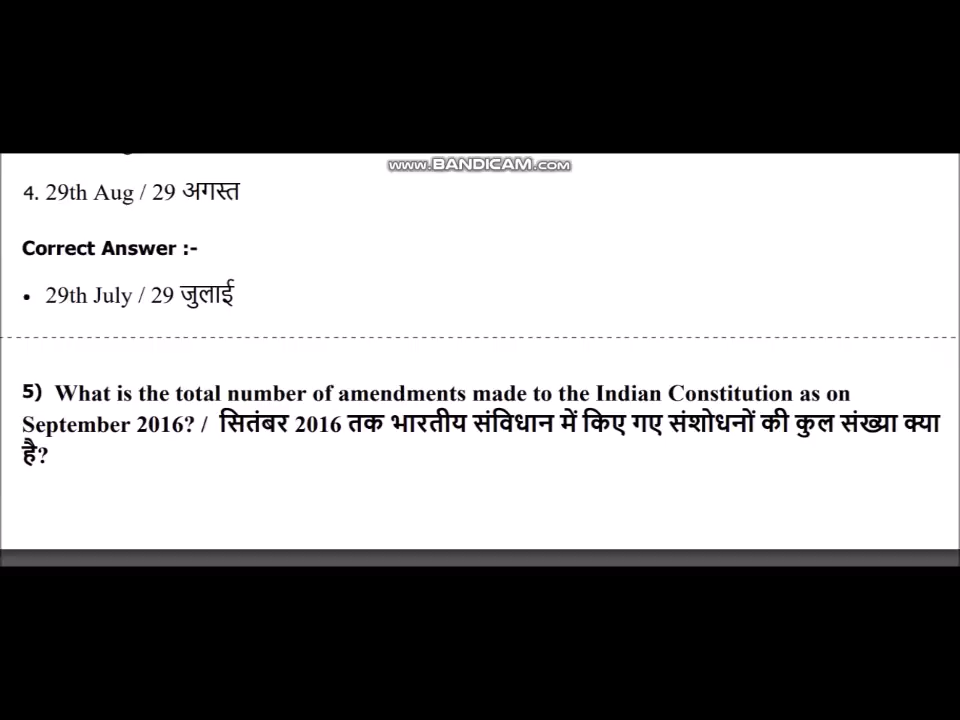 www.BANDICAM.com
4. 29th Aug / 29 अगस्त
Correct Answer :-
• 29th July / 29 जुलाई
5) What is the total number of amendments made to the Indian Constitution as on
September 2016? / सितंबर 2016 तक भारतीय संविधान में किए गए संशोधनों की कुल संख्या क्या
है?